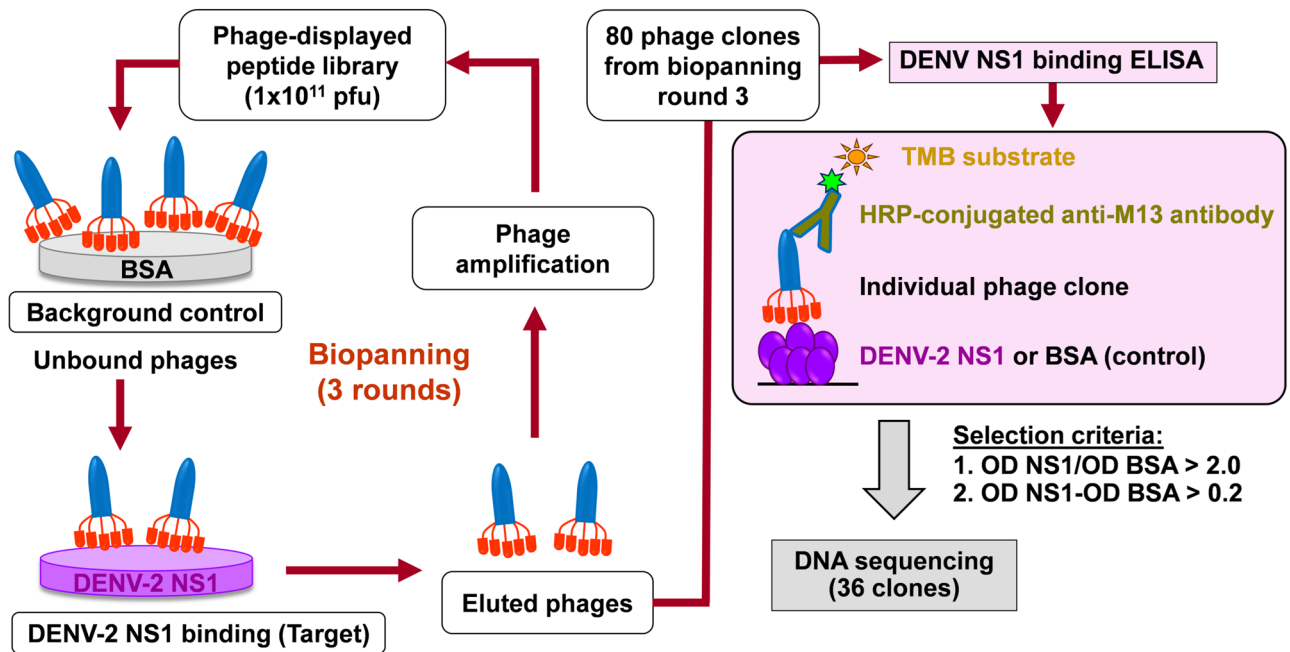 Phage-displayed
peptide library
(1x10¹¹ pfu)
BSA
Background control
Unbound phages
DENV-2 NS1
DENV-2 NS1 binding (Target)
Biopanning
(3 rounds)
Phage
amplification
Eluted phages
80 phage clones
from biopanning
round 3
DENV NS1 binding ELISA
TMB substrate
HRP-conjugated anti-M13 antibody
Individual phage clone
DENV-2 NS1 or BSA (control)
Selection criteria:
1. OD NS1/OD BSA > 2.0
2. OD NS1-OD BSA > 0.2
DNA sequencing
(36 clones)